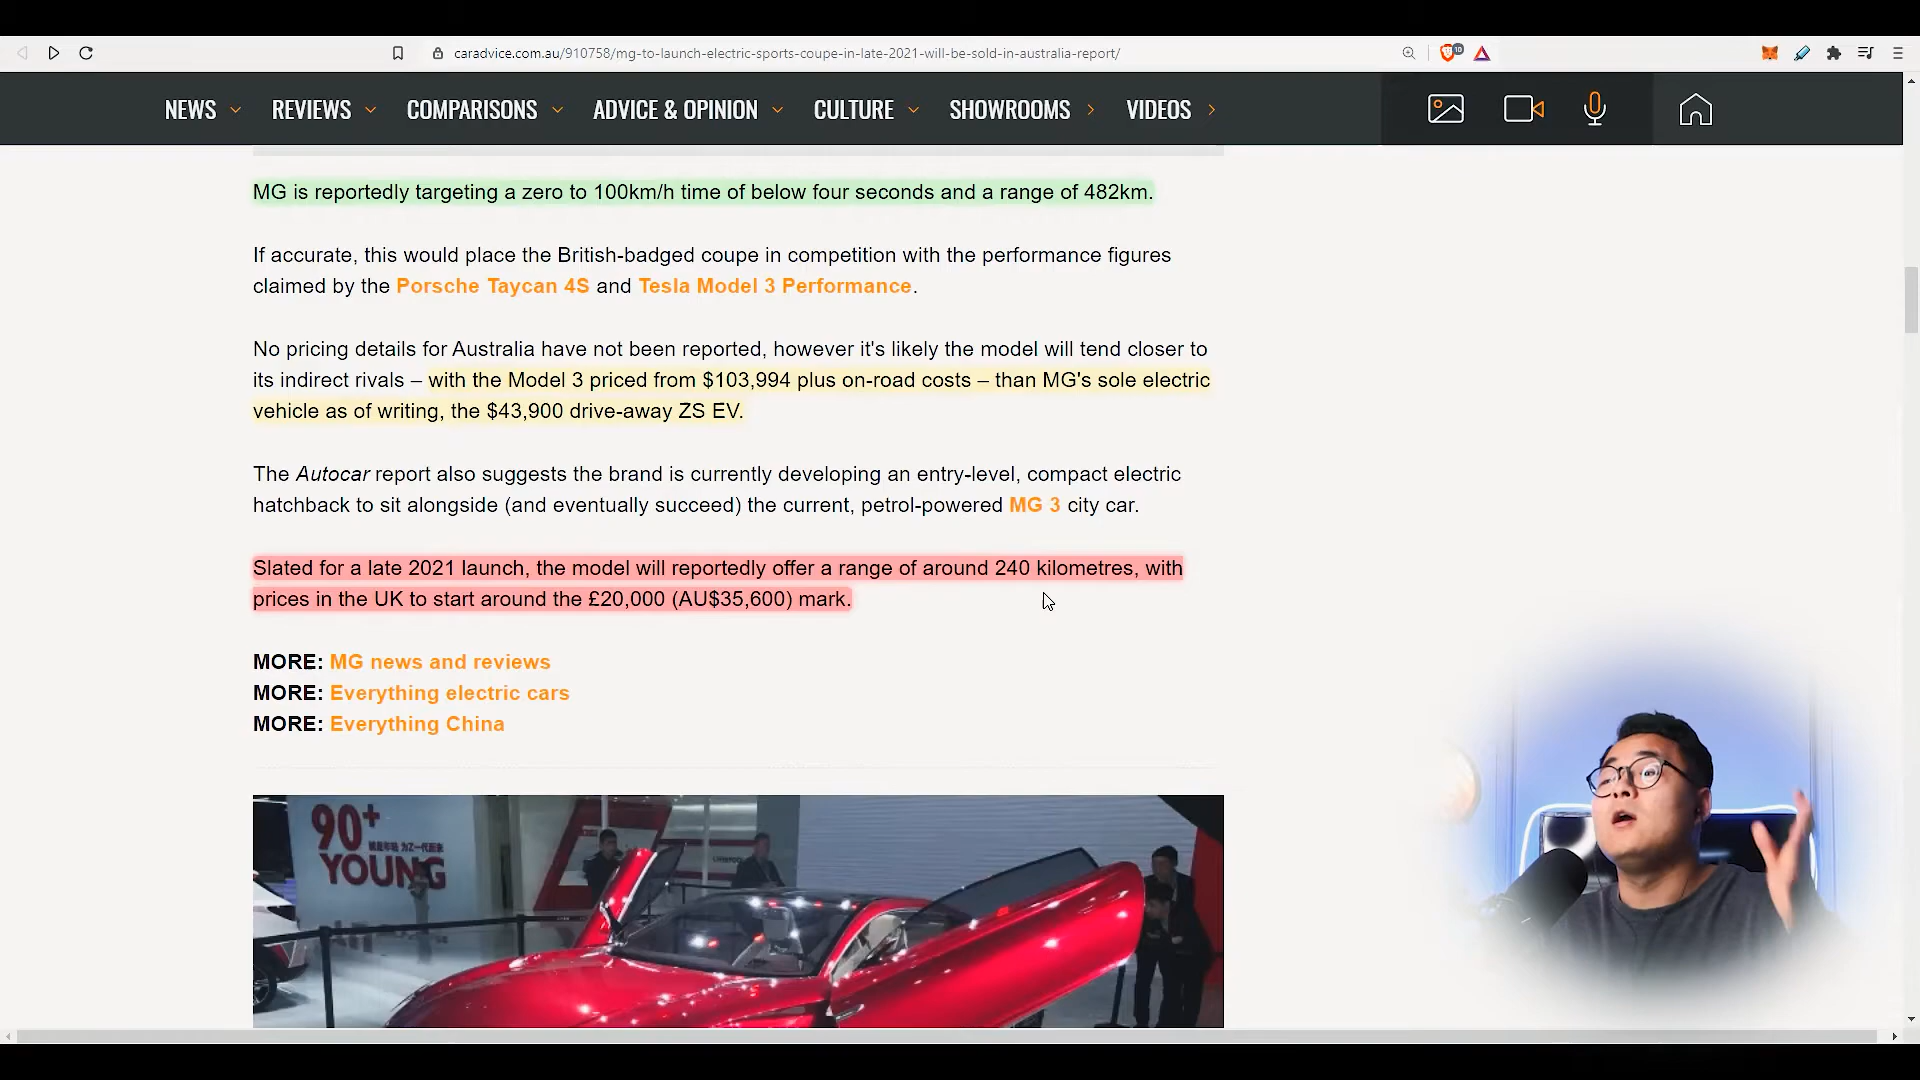 caradvice.com.au/910758/mg-to-launch-electric-sports-coupe-in-late-2021-will-be-sold-in-australia-report/
10
NEWS REVIEWS COMPARISONS ADVICE & OPINION CULTURE SHOWROOMS VIDEOS
MG is reportedly targeting a zero to 100km/h time of below four seconds and a range of 482km.
If accurate, this would place the British-badged coupe in competition with the performance figures
claimed by the Porsche Taycan 4S and Tesla Model 3 Performance.
No pricing details for Australia have not been reported, however it's likely the model will tend closer to
its indirect rivals – with the Model 3 priced from $103,994 plus on-road costs – than MG's sole electric
vehicle as of writing, the $43,900 drive-away ZS EV.
The Autocar report also suggests the brand is currently developing an entry-level, compact electric
hatchback to sit alongside (and eventually succeed) the current, petrol-powered MG 3 city car.
Slated for a late 2021 launch, the model will reportedly offer a range of around 240 kilometres, with
prices in the UK to start around the £20,000 (AU$35,600) mark.
MORE: MG news and reviews
MORE: Everything electric cars
MORE: Everything China
90+
YOUNG